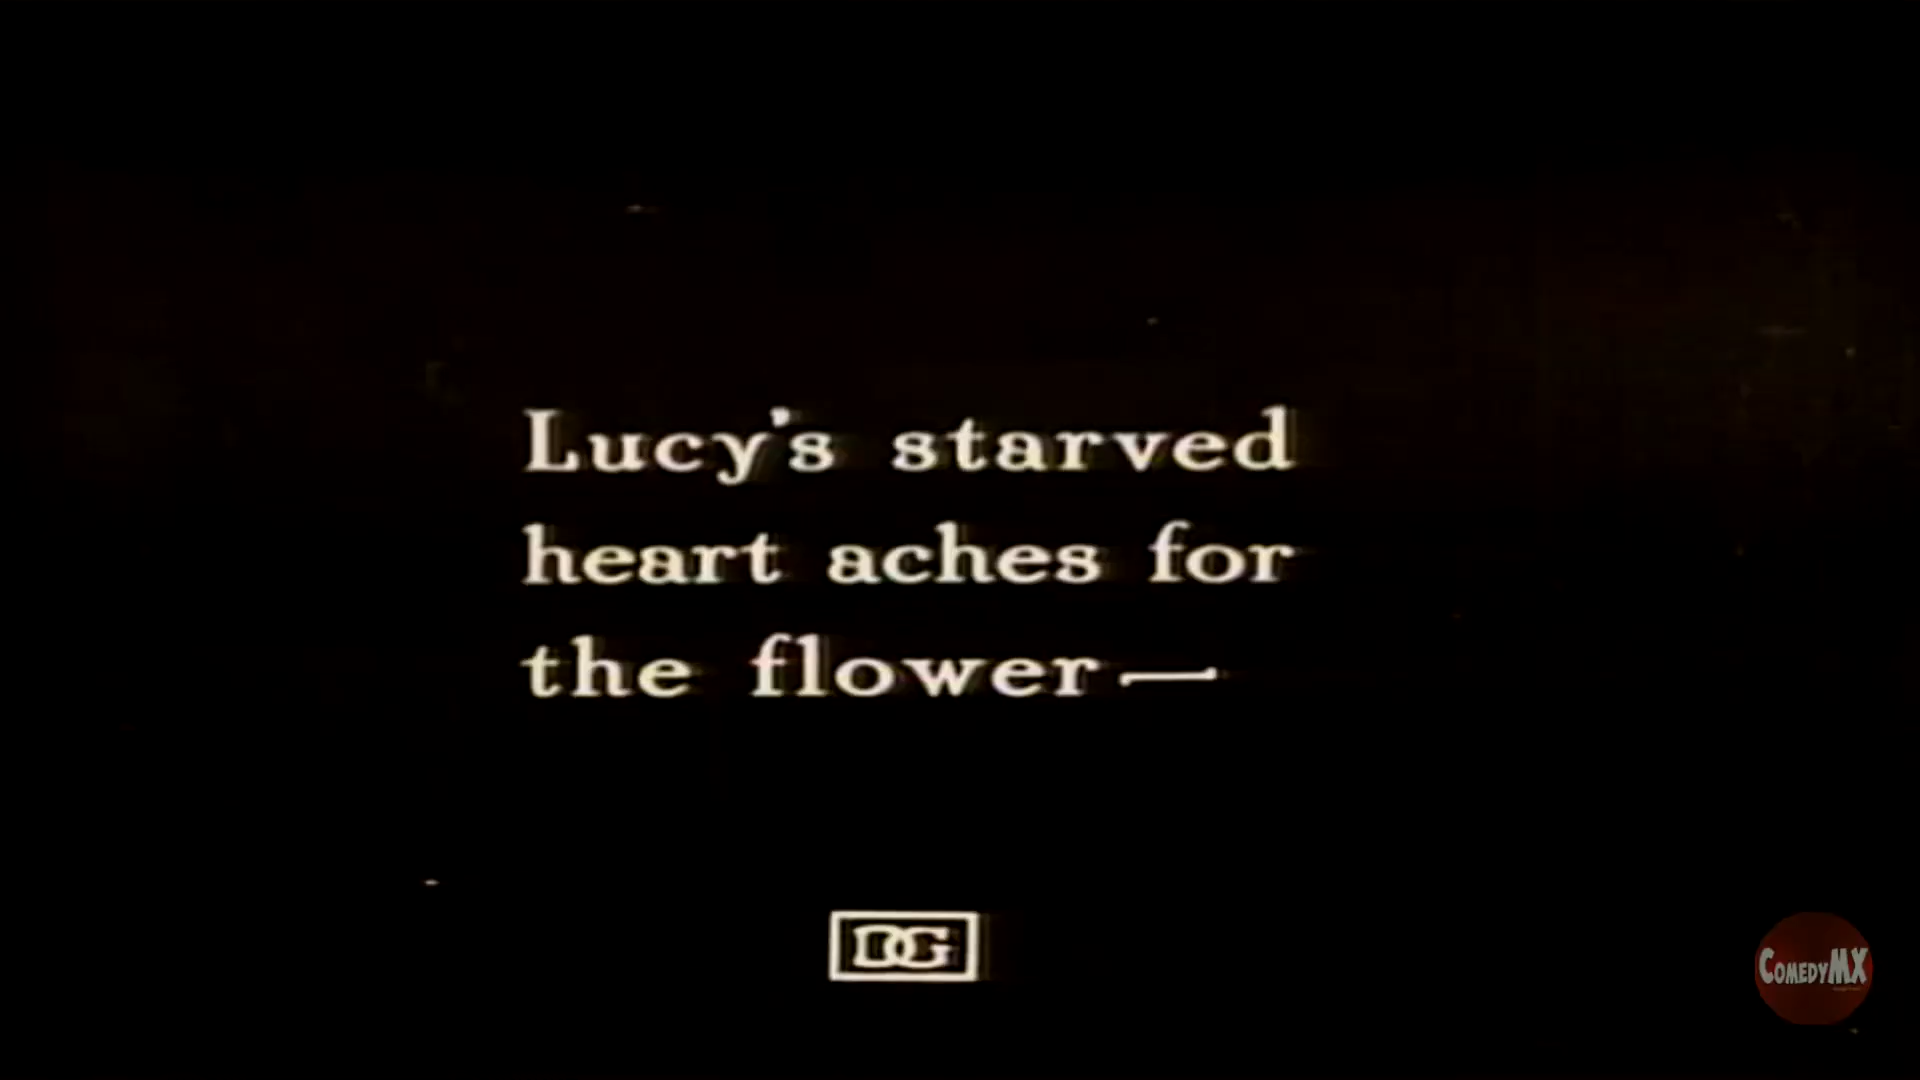 Lucy's starved
heart aches for
the flower—
DG
COMEDYMX